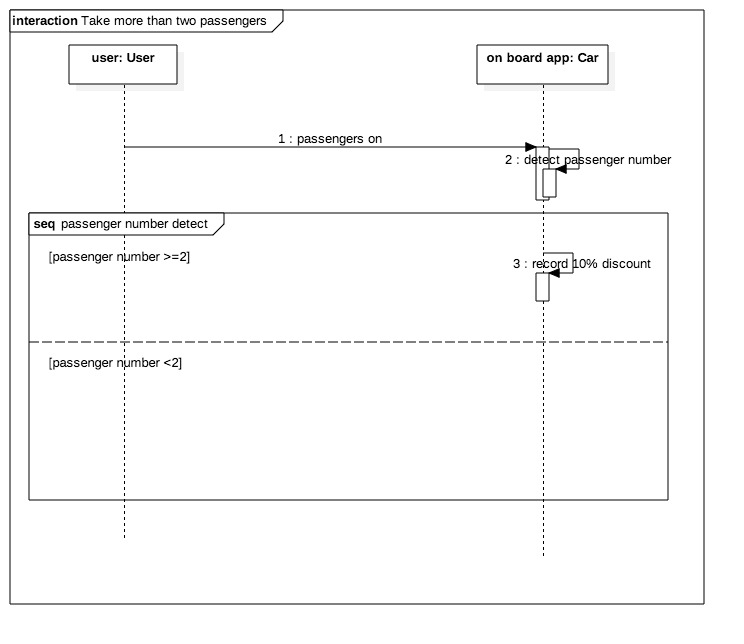 interaction Take more than two passengers
user: User
on board app: Car
1 : passengers on
2 : detect passenger number
seq passenger number detect
[passenger number >=2]
3 : record 10% discount
[passenger number <2]